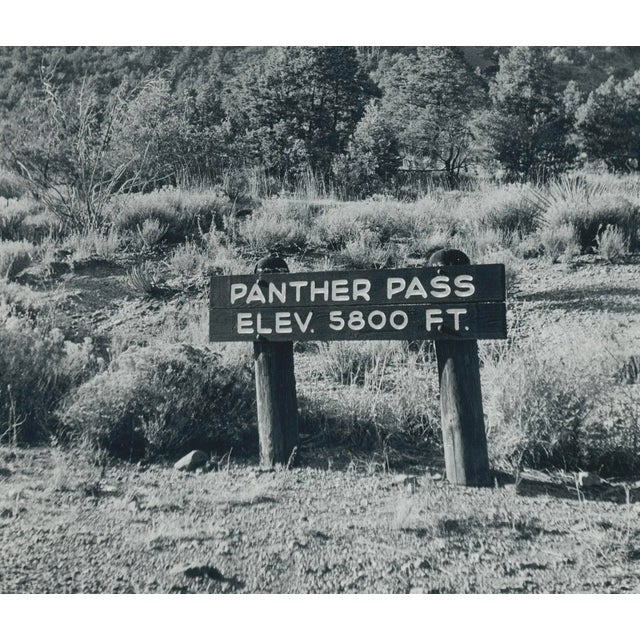 PANTHER PASS
ELEV. 5800 FT.